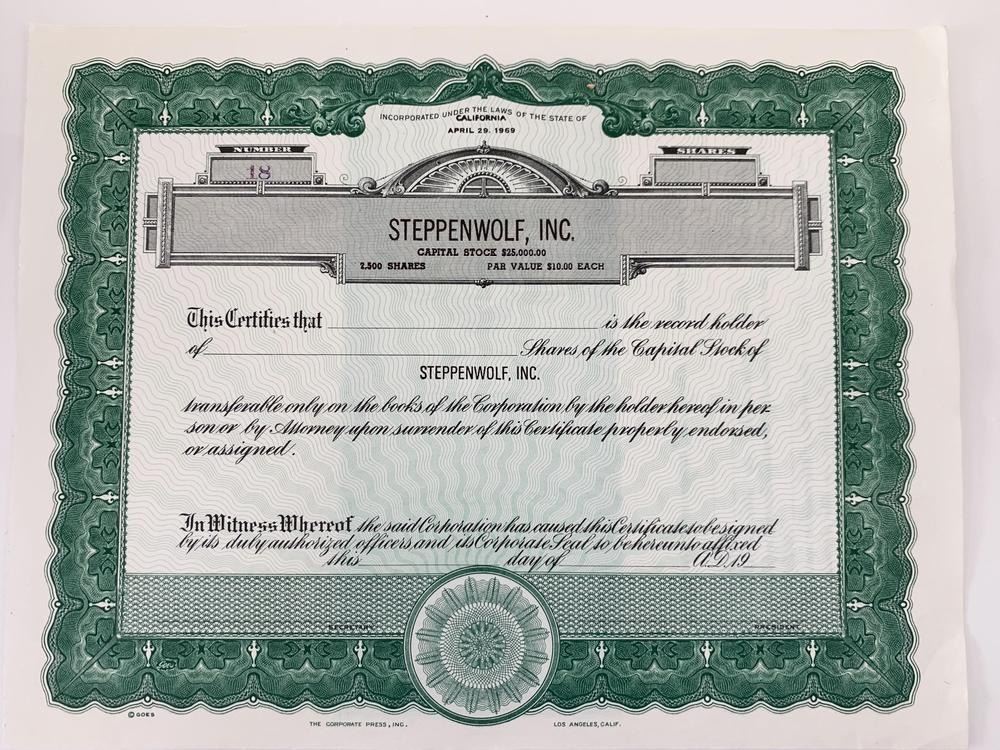 INCORPORATED UNDER THE LAWS OF THE STATE OF
CALIFORNIA
APRIL 29, 1969
NUMBER
SHARES
18
STEPPENWOLF, INC.
CAPITAL STOCK $25,000.00
2,500 SHARES PAR VALUE $10.00 EACH
This Certifies that is the record holder
of Shares of the Capital Stock of
STEPPENWOLF, INC.
transferable only on the books of the Corporation by the holder hereof in per
son or by Attorney upon surrender of this Certificate properly endorsed,
or assigned.
In Witness Whereof, the said Corporation has caused this Certificate to be signed
by its duly authorized officers, and its Corporate Seal so be hereunto affixed
this day of A.D. 19
SECRETARY PRESIDENT
Goes
© GOES
THE CORPORATE PRESS, INC. LOS ANGELES, CALIF.